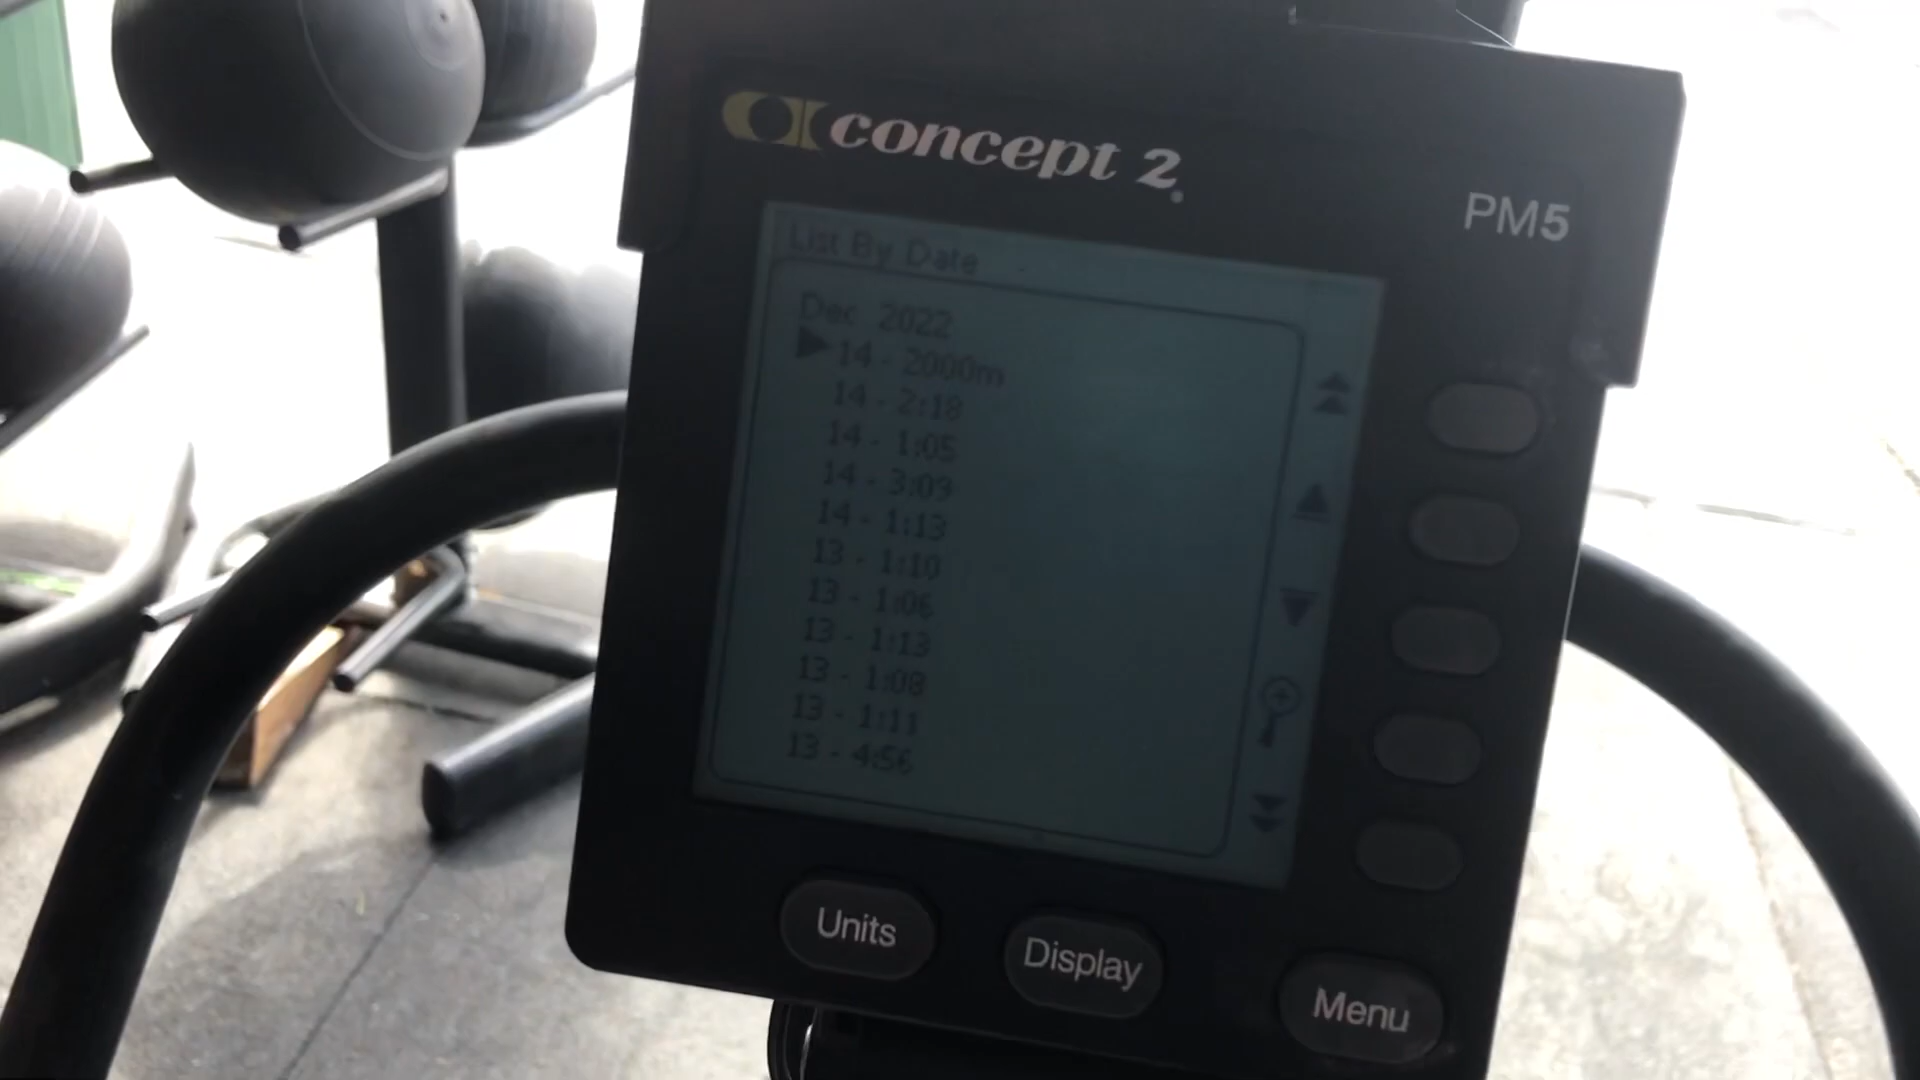 concept 2.
PM5
List By Date
Dec 2022
14 - 2000m
14 - 2:18
14 - 1:05
14 - 3:09
14 - 1:13
13 - 1:10
13 - 1:06
13 - 1:13
13 - 1:08
13 - 1:11
13 - 4:56
Units
Display
Menu